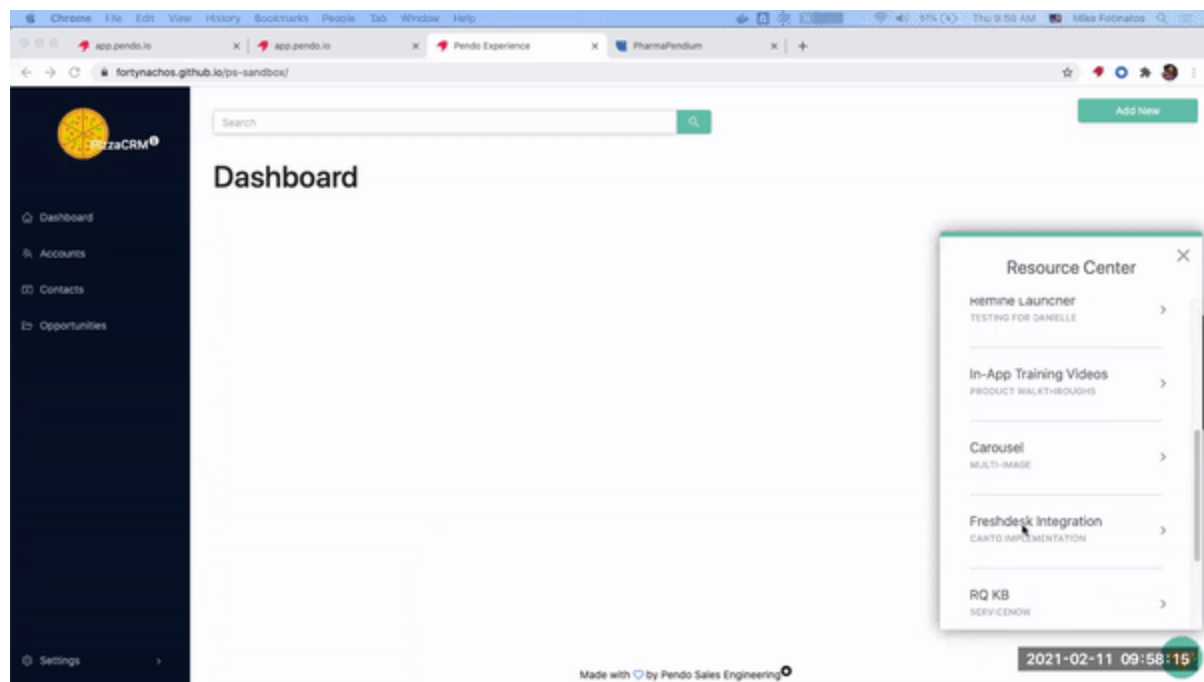 Chrome File Edit View History Bookmarks People Tab Window Help
91% Thu 9:58 AM Mike Fotinatos
app.pendo.io
app.pendo.io
Pendo Experience
PharmaPendium
fortynachos.github.io/ps-sandbox/
Search
Add New
Dashboard
Dashboard
Accounts
Contacts
Opportunities
Settings
Resource Center
Remine Launcher
TESTING FOR DANIELLE
In-App Training Videos
PRODUCT WALKTHROUGHS
Carousel
MULTI-IMAGE
Freshdesk Integration
CANTO IMPLEMENTATION
RQ KB
SERVICENOW
2021-02-11 09:58:15
Made with by Pendo Sales Engineering